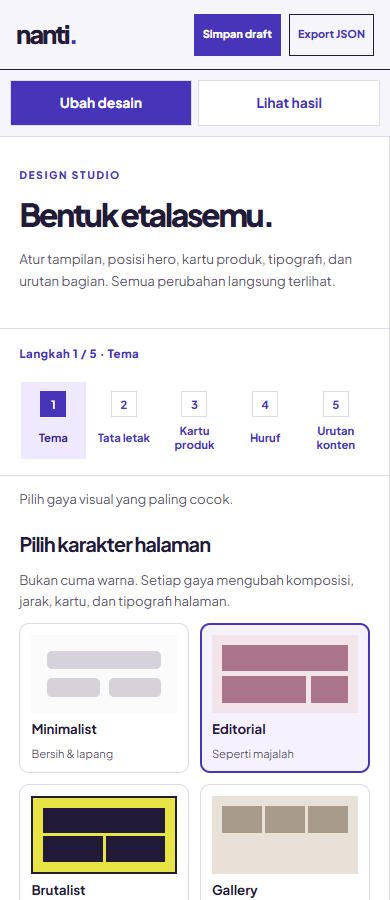 nanti.
Simpan draft
Export JSON
Ubah desain
Lihat hasil
DESIGN STUDIO
Bentuk etalasemu.
Atur tampilan, posisi hero, kartu produk, tipografi, dan
urutan bagian. Semua perubahan langsung terlihat.
Langkah 1 / 5 · Tema
1
Tema
2
Tata letak
3
Kartu
produk
4
Huruf
5
Urutan
konten
Pilih gaya visual yang paling cocok.
Pilih karakter halaman
Bukan cuma warna. Setiap gaya mengubah komposisi,
jarak, kartu, dan tipografi halaman.
Minimalist
Bersih & lapang
Editorial
Seperti majalah
Brutalist
Gallery